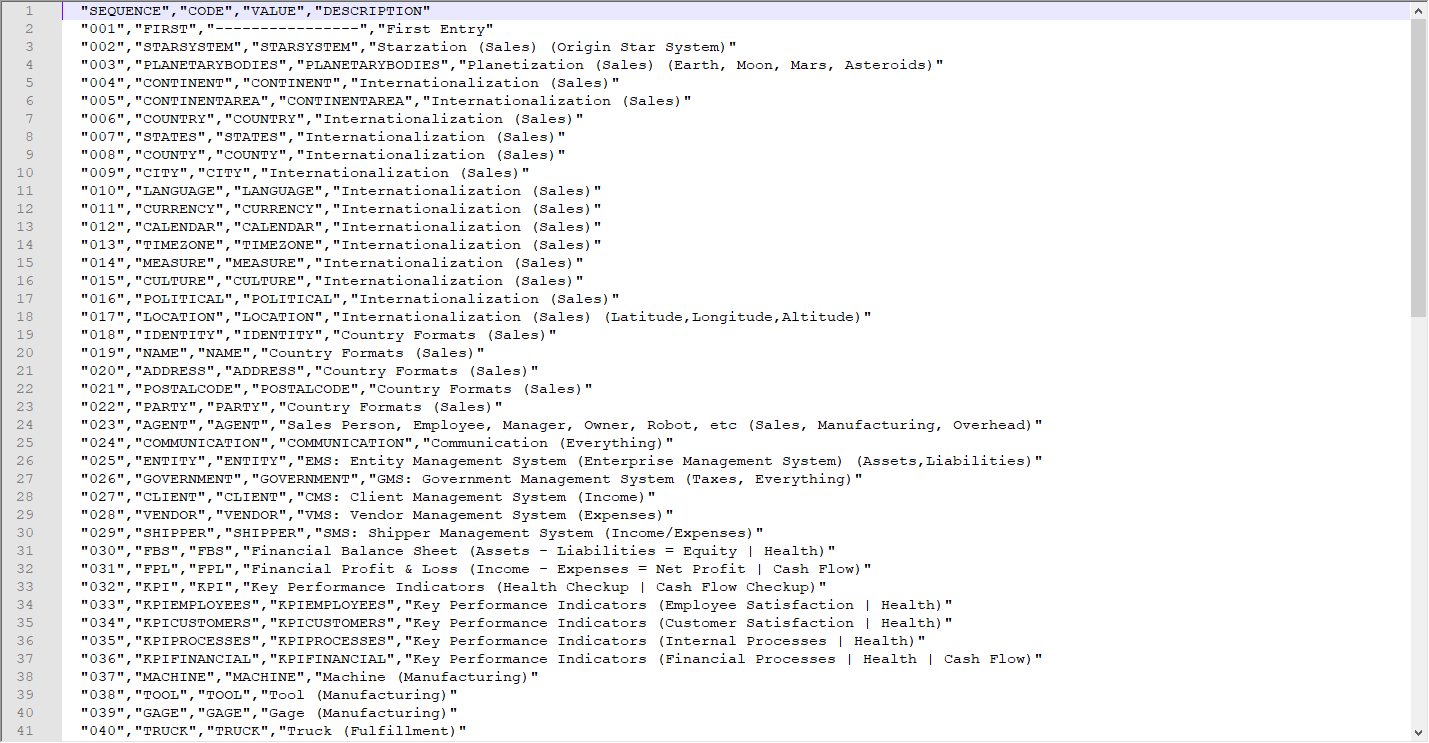 1 "SEQUENCE","CODE","VALUE","DESCRIPTION"
2 "001","FIRST","----------------","First Entry"
3 "002","STARSYSTEM","STARSYSTEM","Starzation (Sales) (Origin Star System)"
4 "003","PLANETARYBODIES","PLANETARYBODIES","Planetization (Sales) (Earth, Moon, Mars, Asteroids)"
5 "004","CONTINENT","CONTINENT","Internationalization (Sales)"
6 "005","CONTINENTAREA","CONTINENTAREA","Internationalization (Sales)"
7 "006","COUNTRY","COUNTRY","Internationalization (Sales)"
8 "007","STATES","STATES","Internationalization (Sales)"
9 "008","COUNTY","COUNTY","Internationalization (Sales)"
10 "009","CITY","CITY","Internationalization (Sales)"
11 "010","LANGUAGE","LANGUAGE","Internationalization (Sales)"
12 "011","CURRENCY","CURRENCY","Internationalization (Sales)"
13 "012","CALENDAR","CALENDAR","Internationalization (Sales)"
14 "013","TIMEZONE","TIMEZONE","Internationalization (Sales)"
15 "014","MEASURE","MEASURE","Internationalization (Sales)"
16 "015","CULTURE","CULTURE","Internationalization (Sales)"
17 "016","POLITICAL","POLITICAL","Internationalization (Sales)"
18 "017","LOCATION","LOCATION","Internationalization (Sales) (Latitude,Longitude,Altitude)"
19 "018","IDENTITY","IDENTITY","Country Formats (Sales)"
20 "019","NAME","NAME","Country Formats (Sales)"
21 "020","ADDRESS","ADDRESS","Country Formats (Sales)"
22 "021","POSTALCODE","POSTALCODE","Country Formats (Sales)"
23 "022","PARTY","PARTY","Country Formats (Sales)"
24 "023","AGENT","AGENT","Sales Person, Employee, Manager, Owner, Robot, etc (Sales, Manufacturing, Overhead)"
25 "024","COMMUNICATION","COMMUNICATION","Communication (Everything)"
26 "025","ENTITY","ENTITY","EMS: Entity Management System (Enterprise Management System) (Assets,Liabilities)"
27 "026","GOVERNMENT","GOVERNMENT","GMS: Government Management System (Taxes, Everything)"
28 "027","CLIENT","CLIENT","CMS: Client Management System (Income)"
29 "028","VENDOR","VENDOR","VMS: Vendor Management System (Expenses)"
30 "029","SHIPPER","SHIPPER","SMS: Shipper Management System (Income/Expenses)"
31 "030","FBS","FBS","Financial Balance Sheet (Assets - Liabilities = Equity | Health)"
32 "031","FPL","FPL","Financial Profit & Loss (Income - Expenses = Net Profit | Cash Flow)"
33 "032","KPI","KPI","Key Performance Indicators (Health Checkup | Cash Flow Checkup)"
34 "033","KPIEMPLOYEES","KPIEMPLOYEES","Key Performance Indicators (Employee Satisfaction | Health)"
35 "034","KPICUSTOMERS","KPICUSTOMERS","Key Performance Indicators (Customer Satisfaction | Health)"
36 "035","KPIPROCESSES","KPIPROCESSES","Key Performance Indicators (Internal Processes | Health)"
37 "036","KPIFINANCIAL","KPIFINANCIAL","Key Performance Indicators (Financial Processes | Health | Cash Flow)"
38 "037","MACHINE","MACHINE","Machine (Manufacturing)"
39 "038","TOOL","TOOL","Tool (Manufacturing)"
40 "039","GAGE","GAGE","Gage (Manufacturing)"
41 "040","TRUCK","TRUCK","Truck (Fulfillment)"